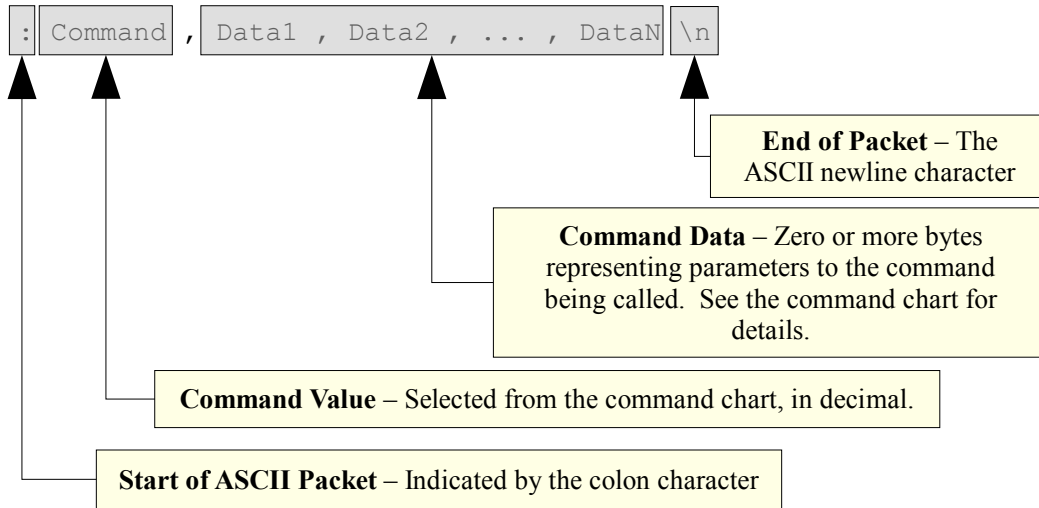 : Command , Data1 , Data2 , ... , DataN \n
End of Packet – The
ASCII newline character
Command Data – Zero or more bytes
representing parameters to the command
being called. See the command chart for
details.
Command Value – Selected from the command chart, in decimal.
Start of ASCII Packet – Indicated by the colon character